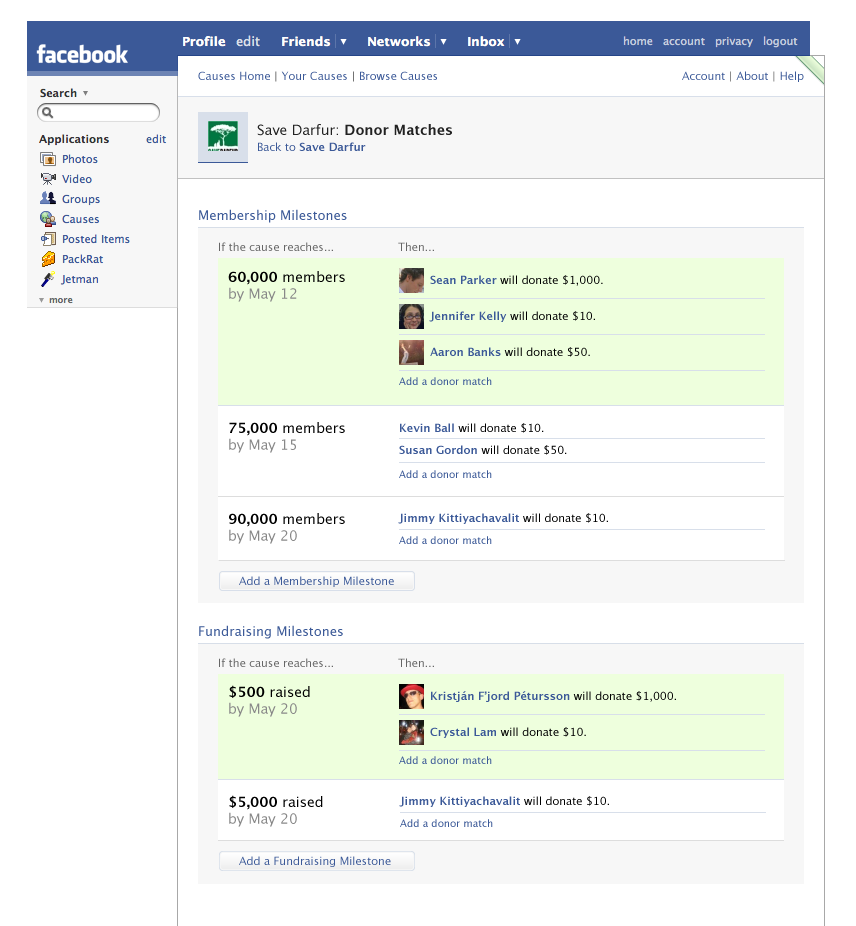 facebook
Profile edit Friends ▼ Networks ▼ Inbox ▼ home account privacy logout
Search ▼
Applications edit
Photos
Video
Groups
Causes
Posted Items
PackRat
Jetman
▼ more
Causes Home | Your Causes | Browse Causes Account | About | Help
Save Darfur: Donor Matches
Back to Save Darfur
Membership Milestones
If the cause reaches... Then...
60,000 members
by May 12
Sean Parker will donate $1,000.
Jennifer Kelly will donate $10.
Aaron Banks will donate $50.
Add a donor match
75,000 members
by May 15
Kevin Ball will donate $10.
Susan Gordon will donate $50.
Add a donor match
90,000 members
by May 20
Jimmy Kittiyachavalit will donate $10.
Add a donor match
Add a Membership Milestone
Fundraising Milestones
If the cause reaches... Then...
$500 raised
by May 20
Kristján F'jord Pétursson will donate $1,000.
Crystal Lam will donate $10.
Add a donor match
$5,000 raised
by May 20
Jimmy Kittiyachavalit will donate $10.
Add a donor match
Add a Fundraising Milestone